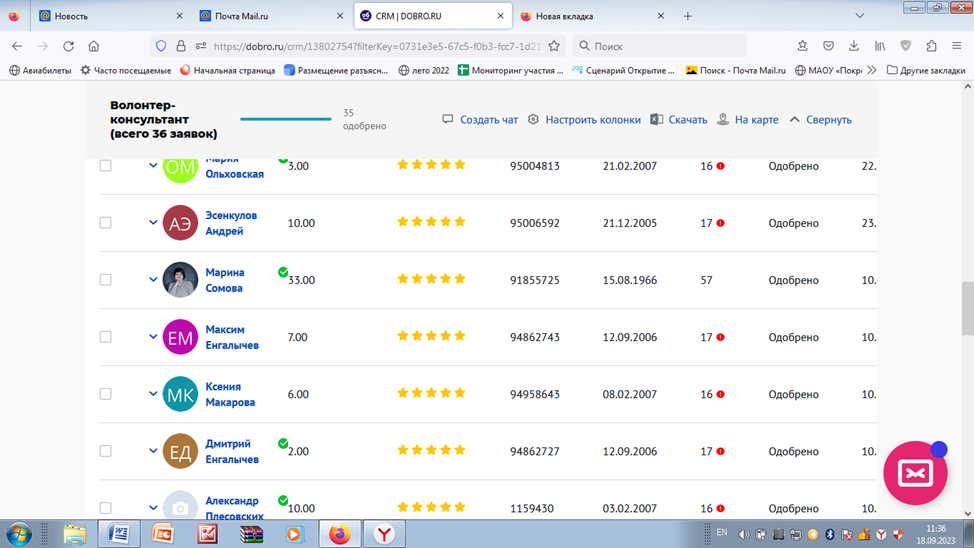 Новость
Почта Mail.ru
CRM | DOBRO.RU
Новая вкладка
https://dobro.ru/crm/13802754?filterKey=0731e3e5-67c5-f0b3-fcc7-1d21
Поиск
Авиабилеты
Часто посещаемые
Начальная страница
Размещение разъясн...
лето 2022
Мониторинг участия ...
Сценарий Открытие ...
Поиск - Почта Mail.ru
МАОУ «Покро
Другие закладки
Волонтер-
консультант
(всего 36 заявок)
35
одобрено
Создать чат
Настроить колонки
Скачать
На карте
Свернуть
ОМ Мария
Ольховская 3.00 95004813 21.02.2007 16 Одобрено 22.
АЭ Эсенкулов
Андрей 10.00 95006592 21.12.2005 17 Одобрено 23.
Марина
Сомова 33.00 91855725 15.08.1966 57 Одобрено 10.
ЕМ Максим
Енгалычев 7.00 94862743 12.09.2006 17 Одобрено 10.
МК Ксения
Макарова 6.00 94958643 08.02.2007 16 Одобрено 10.
ЕД Дмитрий
Енгалычев 2.00 94862727 12.09.2006 17 Одобрено 10.
Александр
Плесовских 10.00 1159430 03.02.2007 16 Одобрено 10.
EN
11:36
18.09.2023